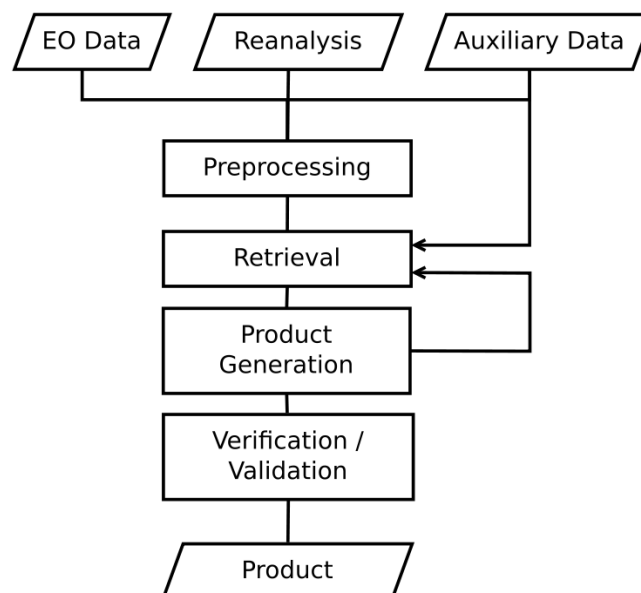 EO Data
Reanalysis
Auxiliary Data
Preprocessing
Retrieval
Product
Generation
Verification /
Validation
Product